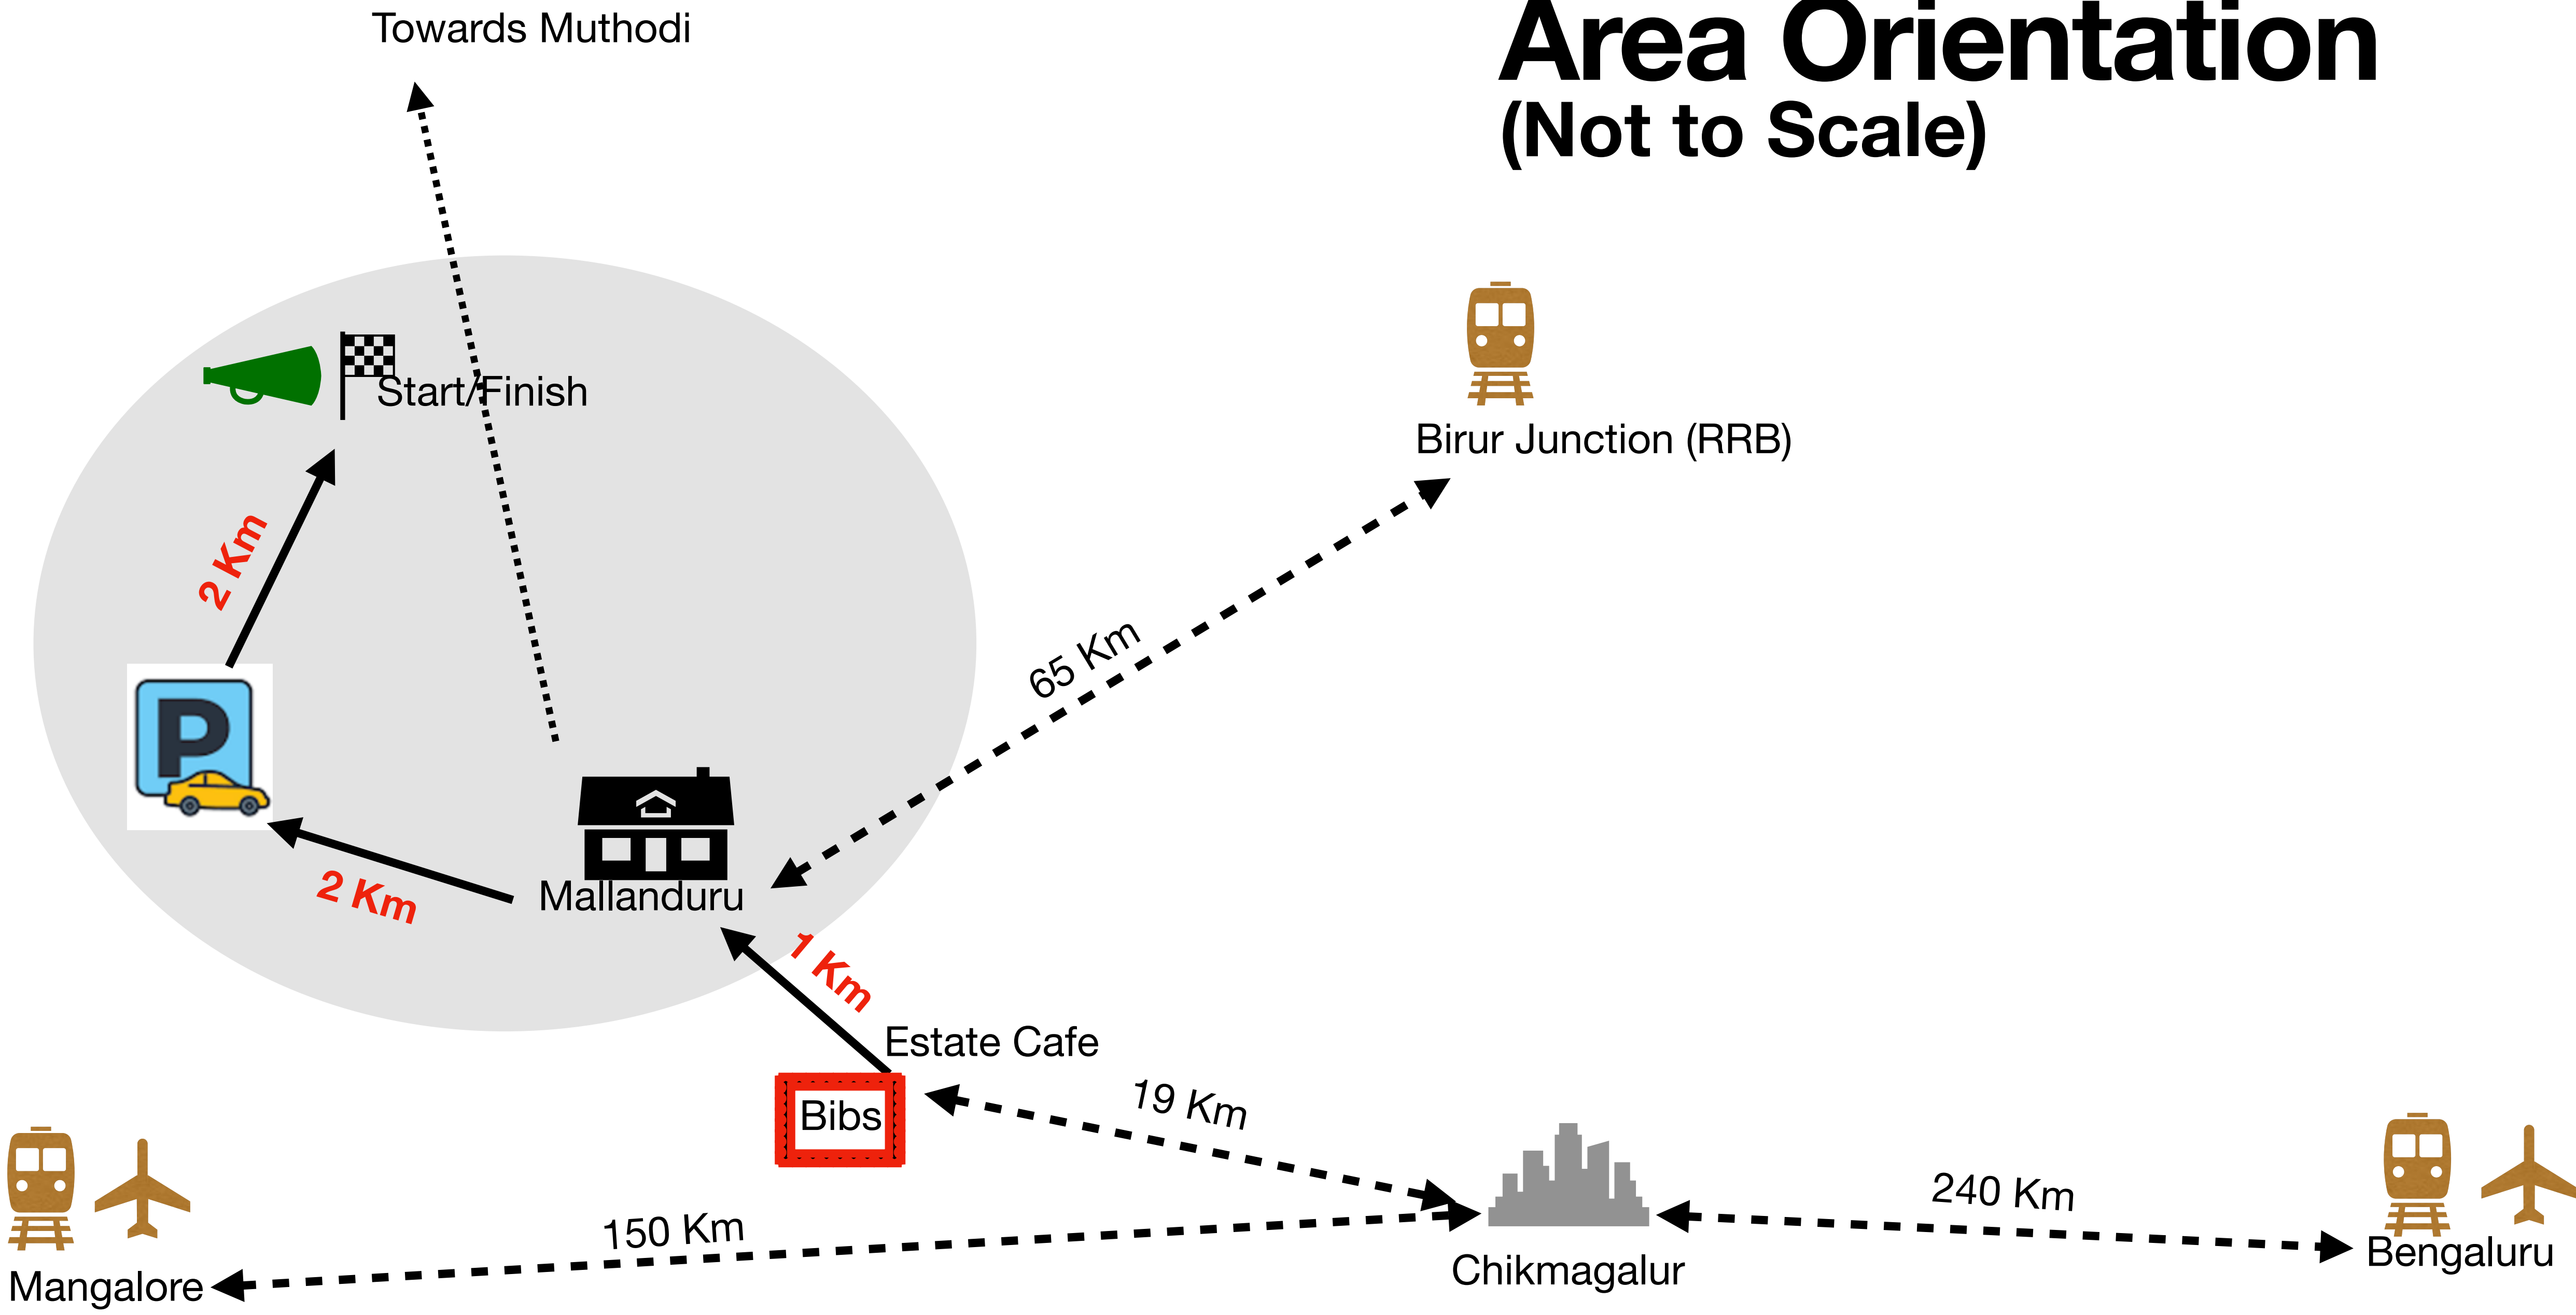 Towards Muthodi
Area Orientation
(Not to Scale)
Start/Finish
Birur Junction (RRB)
2 Km
65 Km
P
2 Km
Mallanduru
1 Km
Estate Cafe
Bibs
19 Km
150 Km
240 Km
Mangalore
Chikmagalur
Bengaluru